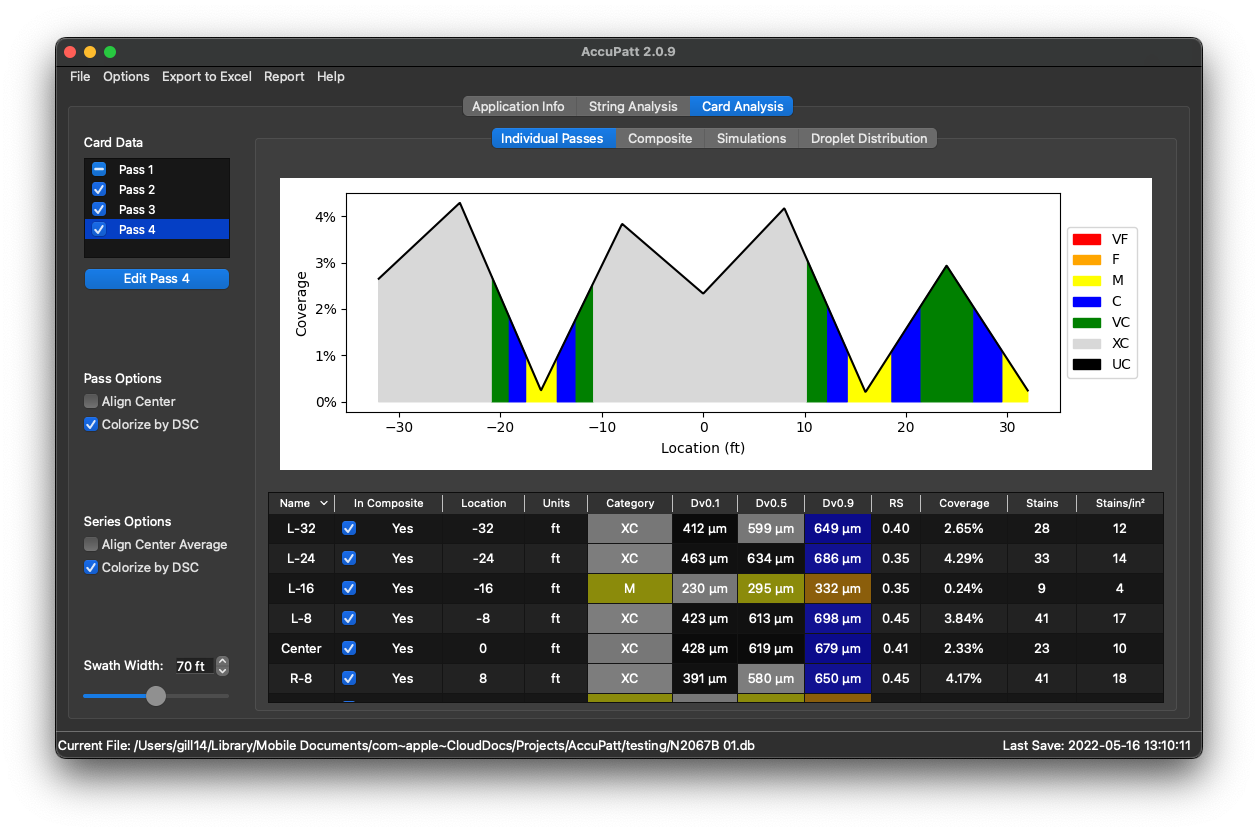 AccuPatt 2.0.9
File Options Export to Excel Report Help
Application Info String Analysis Card Analysis
Card Data
Pass 1
Pass 2
Pass 3
Pass 4
Edit Pass 4
Pass Options
Align Center
Colorize by DSC
Series Options
Align Center Average
Colorize by DSC
Swath Width: 70 ft
Individual Passes Composite Simulations Droplet Distribution
Coverage
4%
3%
2%
1%
0%
−30 −20 −10 0 10 20 30
Location (ft)
VF
F
M
C
VC
XC
UC
Name In Composite Location Units Category Dv0.1 Dv0.5 Dv0.9 RS Coverage Stains Stains/in²
L-32 Yes -32 ft XC 412 µm 599 µm 649 µm 0.40 2.65% 28 12
L-24 Yes -24 ft XC 463 µm 634 µm 686 µm 0.35 4.29% 33 14
L-16 Yes -16 ft M 230 µm 295 µm 332 µm 0.35 0.24% 9 4
L-8 Yes -8 ft XC 423 µm 613 µm 698 µm 0.45 3.84% 41 17
Center Yes 0 ft XC 428 µm 619 µm 679 µm 0.41 2.33% 23 10
R-8 Yes 8 ft XC 391 µm 580 µm 650 µm 0.45 4.17% 41 18
Current File: /Users/gill14/Library/Mobile Documents/com~apple~CloudDocs/Projects/AccuPatt/testing/N2067B 01.db
Last Save: 2022-05-16 13:10:11